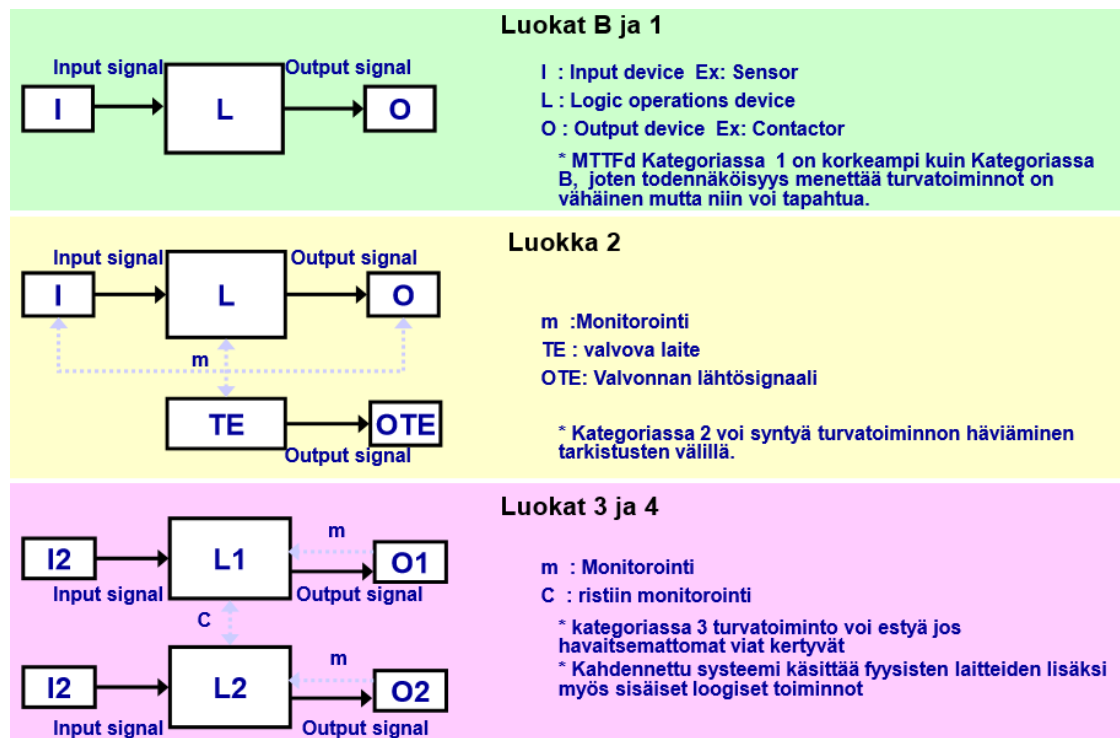 Luokat B ja 1
Input signal
Output signal
I
L
O
I : Input device Ex: Sensor
L : Logic operations device
O : Output device Ex: Contactor
* MTTFd Kategoriassa 1 on korkeampi kuin Kategoriassa
B, joten todennäköisyys menettää turvatoiminnot on
vähäinen mutta niin voi tapahtua.
Luokka 2
Input signal
Output signal
I
L
O
m
TE
OTE
Output signal
m :Monitorointi
TE : valvova laite
OTE: Valvonnan lähtösignaali
* Kategoriassa 2 voi syntyä turvatoiminnon häviäminen
tarkistusten välillä.
Luokat 3 ja 4
I2
L1
m
O1
Input signal
Output signal
C
I2
L2
m
O2
Input signal
Output signal
m : Monitorointi
C : ristiin monitorointi
* kategoriassa 3 turvatoiminto voi estyä jos
havaitsemattomat viat kertyvät
* Kahdennettu systeemi käsittää fyysisten laitteiden lisäksi
myös sisäiset loogiset toiminnot